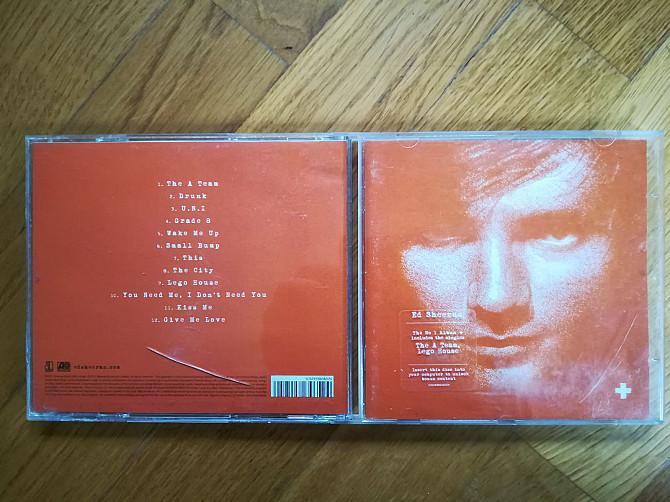 1. The A Team
2. Drunk
3. U.N.I
4. Grade 8
5. Wake Me Up
6. Small Bump
7. This
8. The City
9. Lego House
10. You Need Me, I Don't Need You
11. Kiss Me
12. Give Me Love
edsheeran.com
Ed Sheeran
The No 1 Album +
includes the singles
The A Team,
Lego House
Insert this disc into
your computer to unlock
bonus content
+